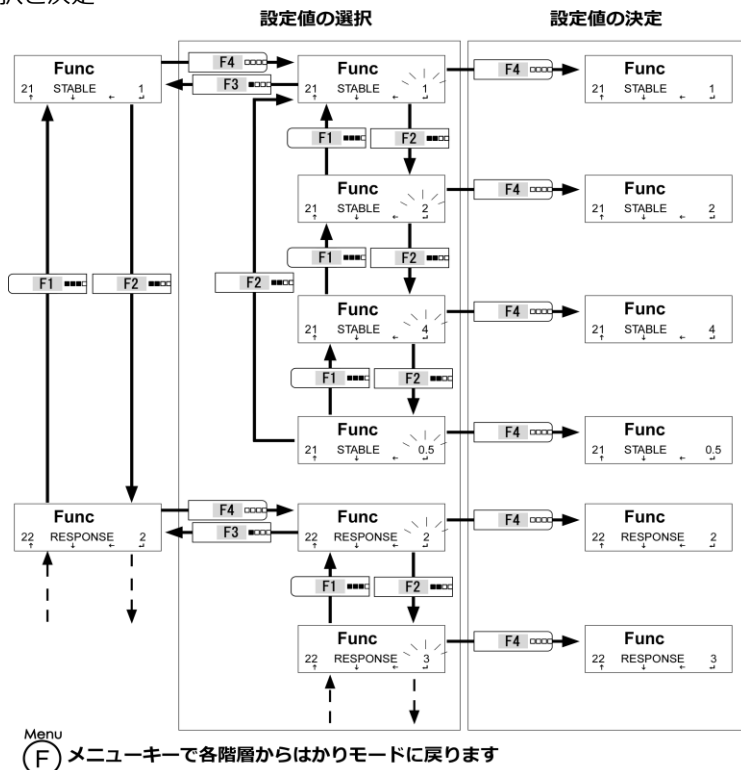 択と決定
設定値の選択 設定値の決定
Func F4 Func F4 Func
21 STABLE 1 F3 21 STABLE 1 21 STABLE 1
↑ ↓ ← ↲ ↑ ↓ ← ↲ ↑ ↓ ← ↲
F1 F2
Func F4 Func
21 STABLE 2 21 STABLE 2
↑ ↓ ← ↲ ↑ ↓ ← ↲
F1 F2
F1 F2 F2
Func F4 Func
21 STABLE 4 21 STABLE 4
↑ ↓ ← ↲ ↑ ↓ ← ↲
F1 F2
Func F4 Func
21 STABLE 0.5 21 STABLE 0.5
↑ ↓ ← ↲ ↑ ↓ ← ↲
Func F4 Func F4 Func
22 RESPONSE 2 F3 22 RESPONSE 2 22 RESPONSE 2
↑ ↓ ← ↲ ↑ ↓ ← ↲ ↑ ↓ ← ↲
F1 F2
Func F4 Func
22 RESPONSE 3 22 RESPONSE 3
↑ ↓ ← ↲ ↑ ↓ ← ↲
Menu
F メニューキーで各階層からはかりモードに戻ります